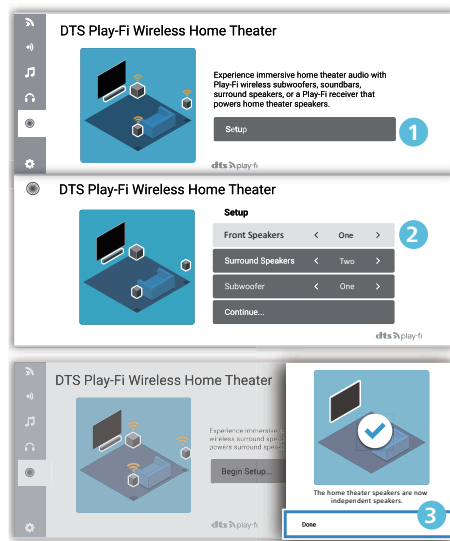 DTS Play-Fi Wireless Home Theater
Experience immersive home theater audio with
Play-Fi wireless subwoofers, soundbars,
surround speakers, or a Play-Fi receiver that
powers home theater speakers.
Setup
1
dts play-fi
DTS Play-Fi Wireless Home Theater
Setup
Front Speakers < One >
2
Surround Speakers < Two >
Subwoofer < One >
Continue...
dts play-fi
DTS Play-Fi Wireless Home Theater
Experience immersive
wireless surround
powers surround
Begin Setup...
dts play-fi
The home theater speakers are now
independent speakers.
Done
3